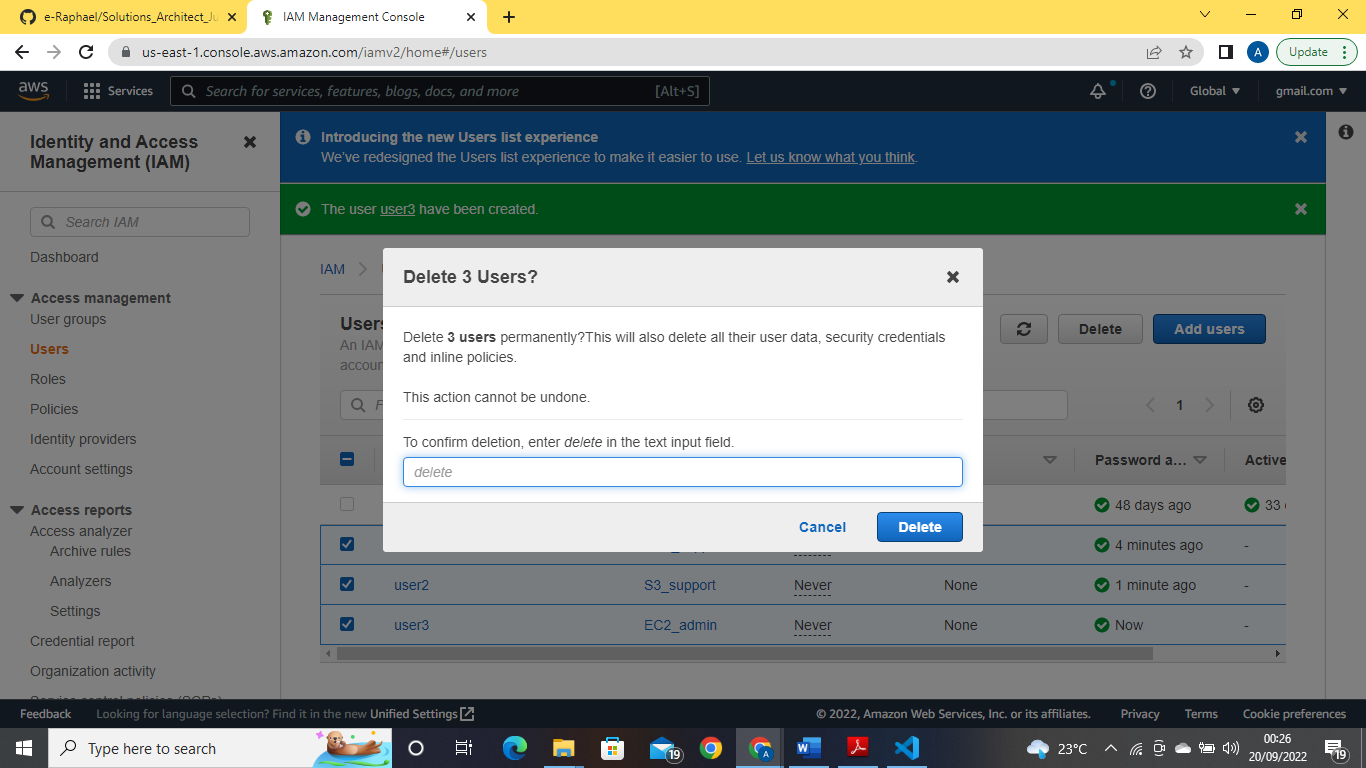 e-Raphael/Solutions_Architect_Ju
IAM Management Console
us-east-1.console.aws.amazon.com/iamv2/home#/users
A
Update
aws
Services
Search for services, features, blogs, docs, and more
[Alt+S]
Global
gmail.com
Identity and Access
Management (IAM)
Search IAM
Dashboard
Access management
User groups
Users
Roles
Policies
Identity providers
Account settings
Access reports
Access analyzer
Archive rules
Analyzers
Settings
Credential report
Organization activity
Introducing the new Users list experience
We've redesigned the Users list experience to make it easier to use. Let us know what you think.
The user user3 have been created.
IAM
Users
An IAM
accoun
Delete
Add users
1
Password a...
Active
48 days ago
33
4 minutes ago
-
user2
S3_support
Never
None
1 minute ago
-
user3
EC2_admin
Never
None
Now
-
Delete 3 Users?
Delete 3 users permanently?This will also delete all their user data, security credentials
and inline policies.
This action cannot be undone.
To confirm deletion, enter delete in the text input field.
delete
Cancel
Delete
Feedback
Looking for language selection? Find it in the new Unified Settings
© 2022, Amazon Web Services, Inc. or its affiliates.
Privacy
Terms
Cookie preferences
Type here to search
19
A
23°C
00:26
20/09/2022
19